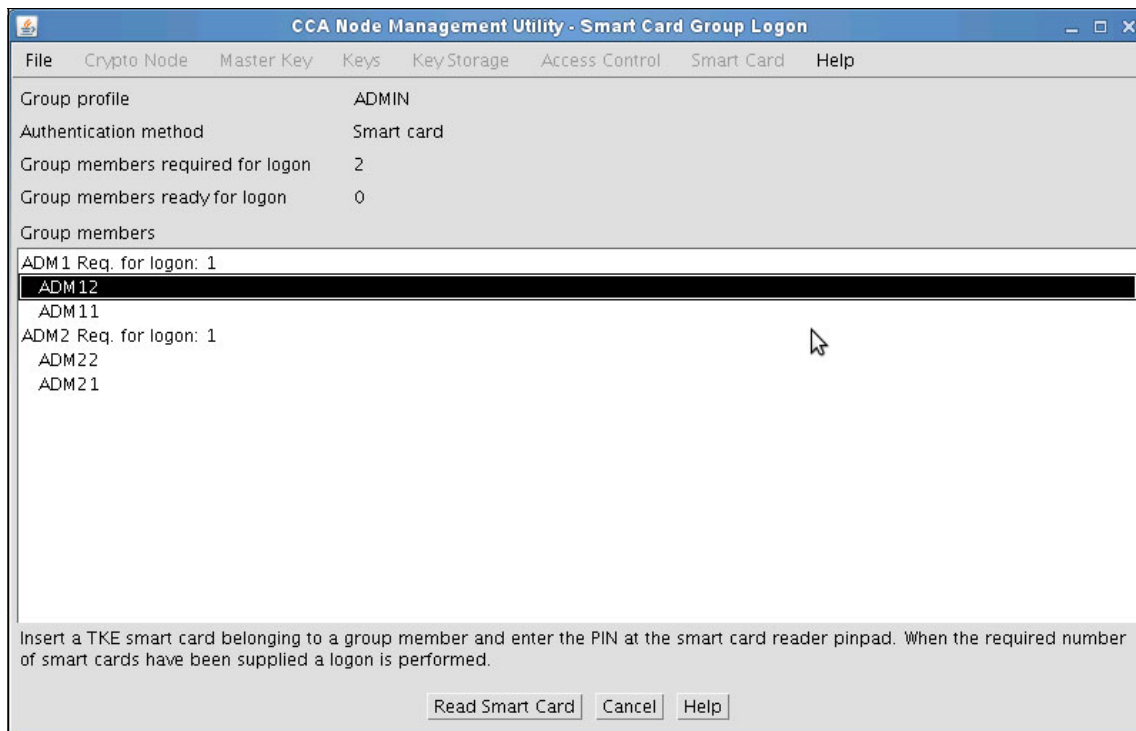 CCA Node Management Utility - Smart Card Group Logon
File Crypto Node Master Key Keys Key Storage Access Control Smart Card Help
Group profile ADMIN
Authentication method Smart card
Group members required for logon 2
Group members ready for logon 0
Group members
ADM1 Req. for logon: 1
ADM12
ADM11
ADM2 Req. for logon: 1
ADM22
ADM21
Insert a TKE smart card belonging to a group member and enter the PIN at the smart card reader pinpad. When the required number
of smart cards have been supplied a logon is performed.
Read Smart Card Cancel Help